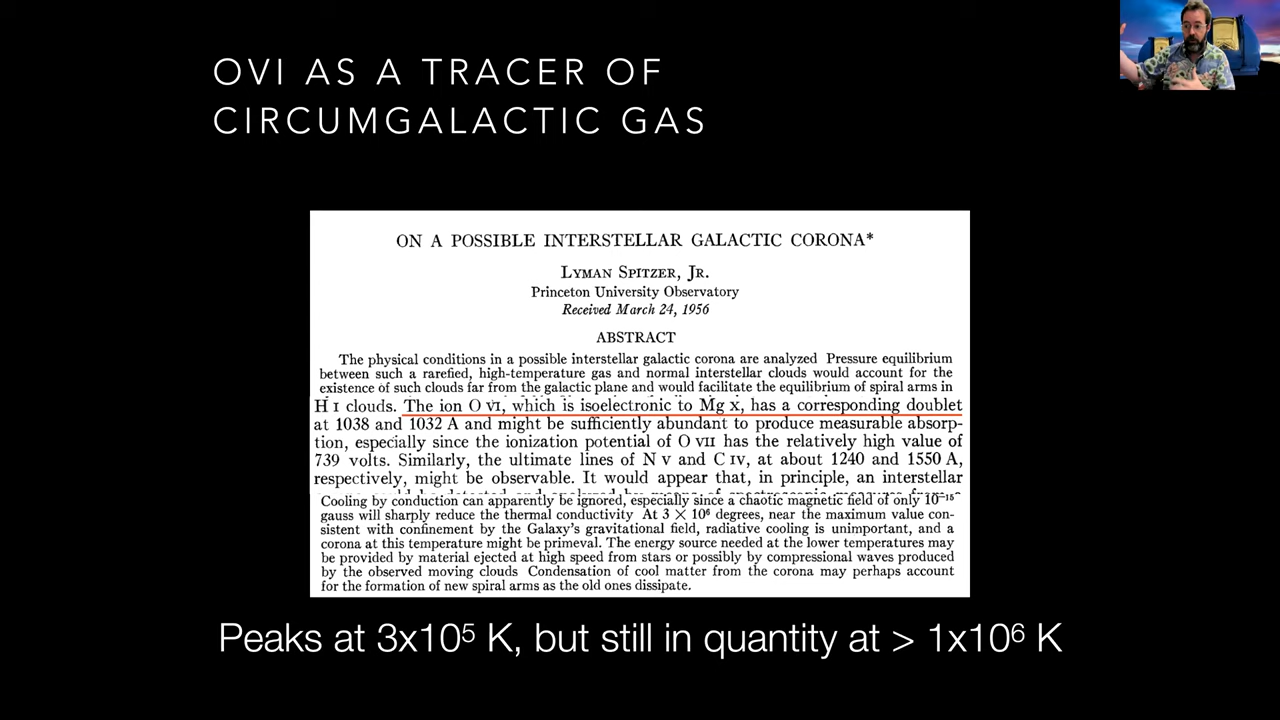 OVI AS A TRACER OF
CIRCUMGALACTIC GAS
ON A POSSIBLE INTERSTELLAR GALACTIC CORONA*
Lyman Spitzer, Jr.
Princeton University Observatory
Received March 24, 1956
ABSTRACT
The physical conditions in a possible interstellar galactic corona are analyzed Pressure equilibrium
between such a rarefied, high-temperature gas and normal interstellar clouds would account for the
existence of such clouds far from the galactic plane and would facilitate the equilibrium of spiral arms in
H I clouds. The ion O VI, which is isoelectronic to Mg X, has a corresponding doublet
at 1038 and 1032 A and might be sufficiently abundant to produce measurable absorp-
tion, especially since the ionization potential of O VII has the relatively high value of
739 volts. Similarly, the ultimate lines of N V and C IV, at about 1240 and 1550 A,
respectively, might be observable. It would appear that, in principle, an interstellar
Cooling by conduction can apparently be ignored, especially since a chaotic magnetic field of only 10⁻¹⁵
gauss will sharply reduce the thermal conductivity At 3 × 10⁶ degrees, near the maximum value con-
sistent with confinement by the Galaxy's gravitational field, radiative cooling is unimportant, and a
corona at this temperature might be primeval. The energy source needed at the lower temperatures may
be provided by material ejected at high speed from stars or possibly by compressional waves produced
by the observed moving clouds Condensation of cool matter from the corona may perhaps account
for the formation of new spiral arms as the old ones dissipate.
Peaks at 3x10⁵ K, but still in quantity at > 1x10⁶ K